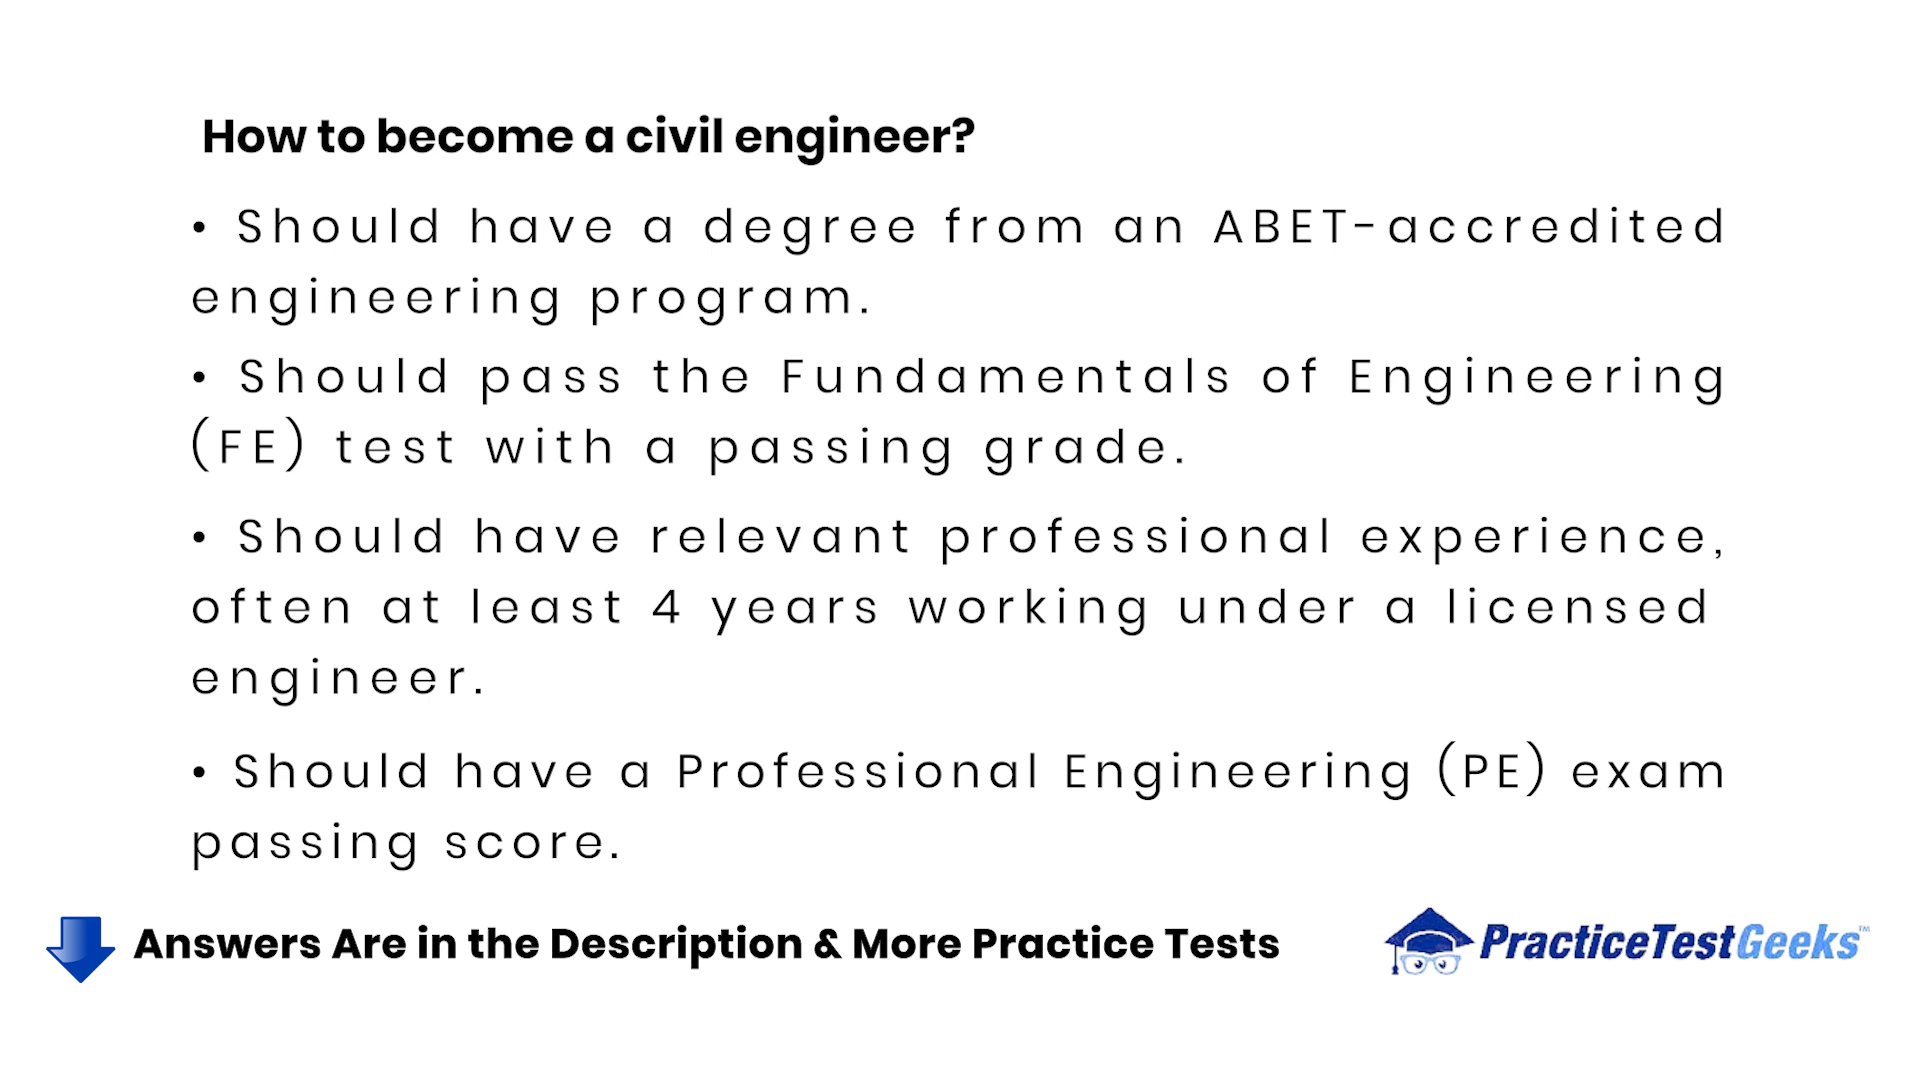 How to become a civil engineer?
• Should have a degree from an ABET-accredited
engineering program.
• Should pass the Fundamentals of Engineering
(FE) test with a passing grade.
• Should have relevant professional experience,
often at least 4 years working under a licensed
engineer.
• Should have a Professional Engineering (PE) exam
passing score.
Answers Are in the Description & More Practice Tests
PracticeTestGeeks™